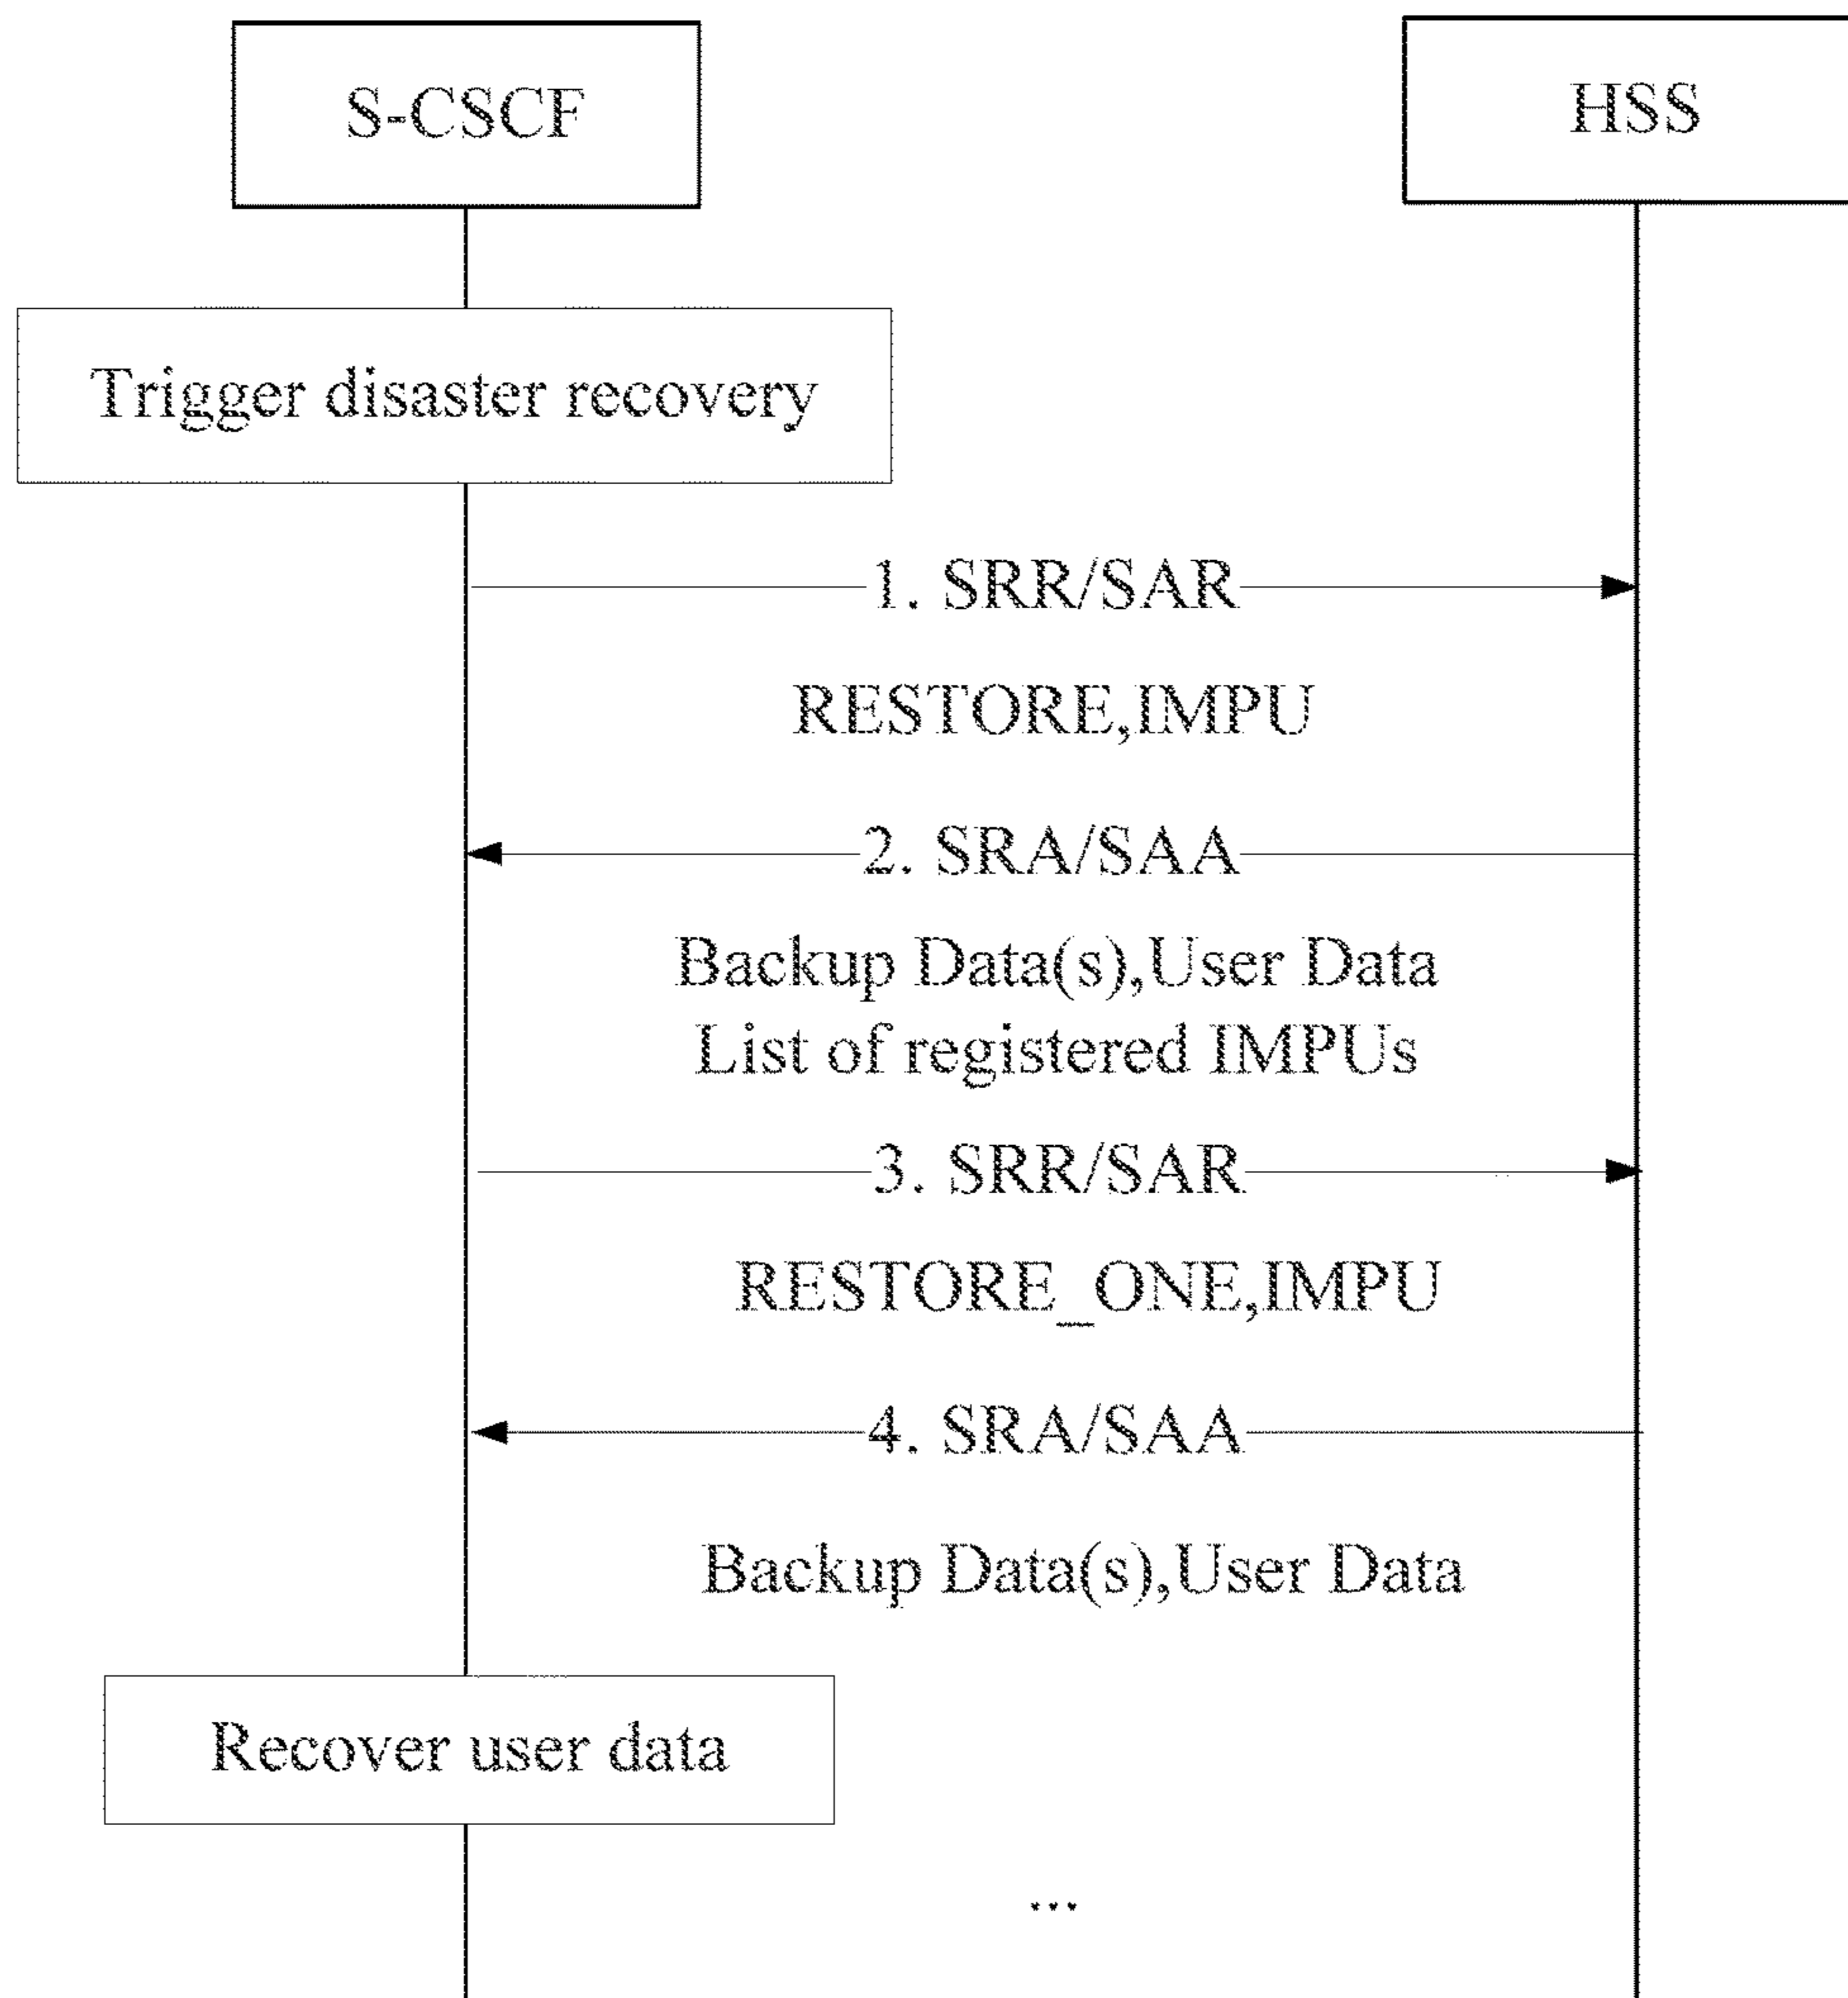 S-CSCF
HSS
Trigger disaster recovery
1. SRR/SAR
RESTORE,IMPU
2. SRA/SAA
Backup Data(s),User Data
List of registered IMPUs
3. SRR/SAR
RESTORE_ONE,IMPU
4. SRA/SAA
Backup Data(s),User Data
Recover user data
...